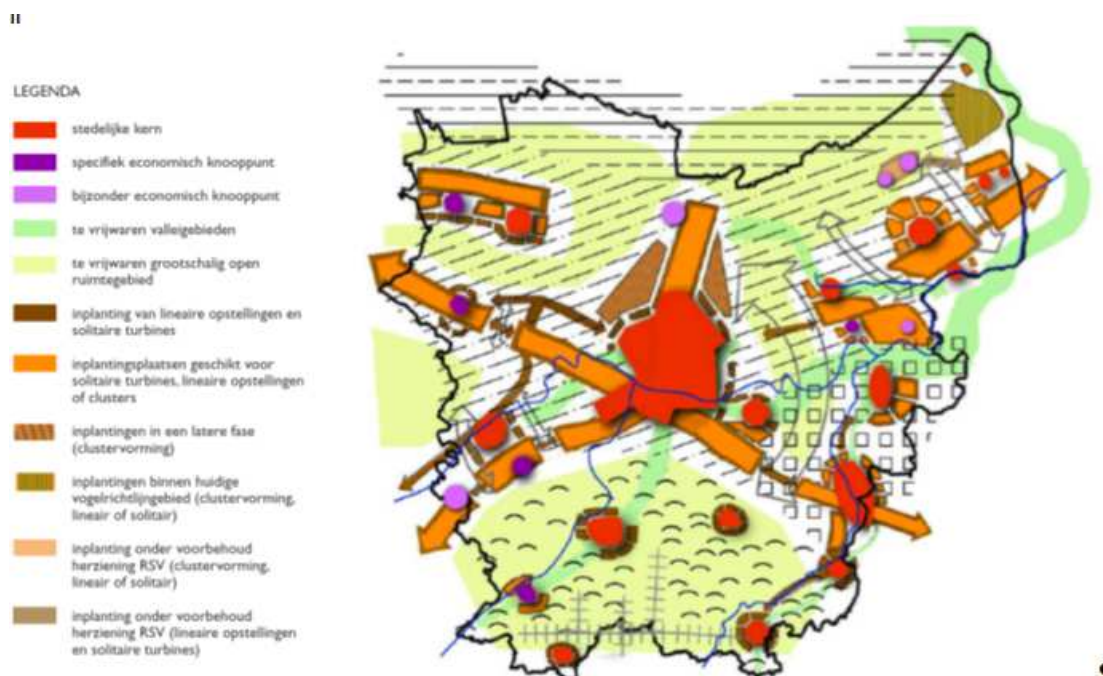 LEGENDA
stedelijke kern
specifiek economisch knooppunt
bijzonder economisch knooppunt
te vrijwaren valleigebieden
te vrijwaren grootschalig open
ruimtegebied
inplanting van lineaire opstellingen en
solitaire turbines
inplantingsplaatsen geschikt voor
solitaire turbines, lineaire opstellingen
of clusters
inplantingen in een latere fase
(clustervorming)
inplantingen binnen huidige
vogelrichtlijngebied (clustervorming,
lineair of solitair)
inplanting onder voorbehoud
herziening RSV (clustervorming,
lineair of solitair)
inplanting onder voorbehoud
herziening RSV (lineaire opstellingen
en solitaire turbines)